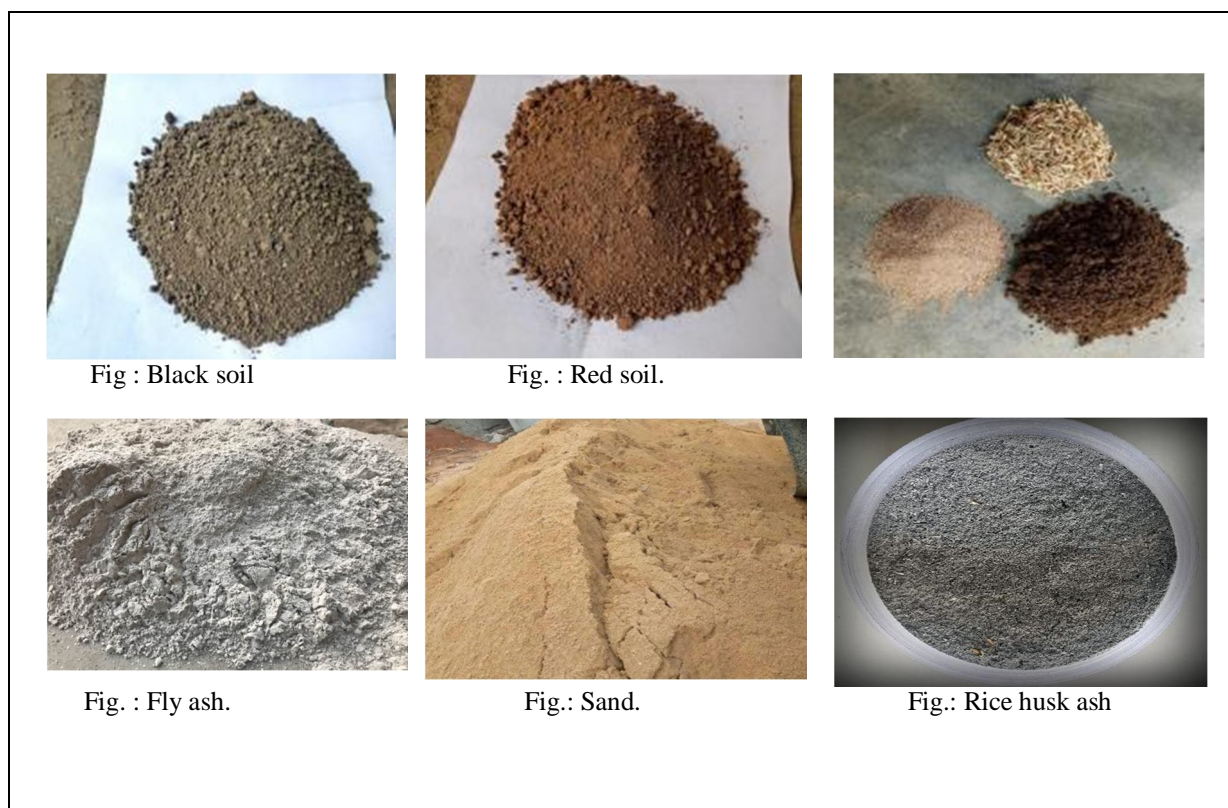 Fig : Black soil
Fig. : Red soil.
Fig. : Fly ash.
Fig.: Sand.
Fig.: Rice husk ash